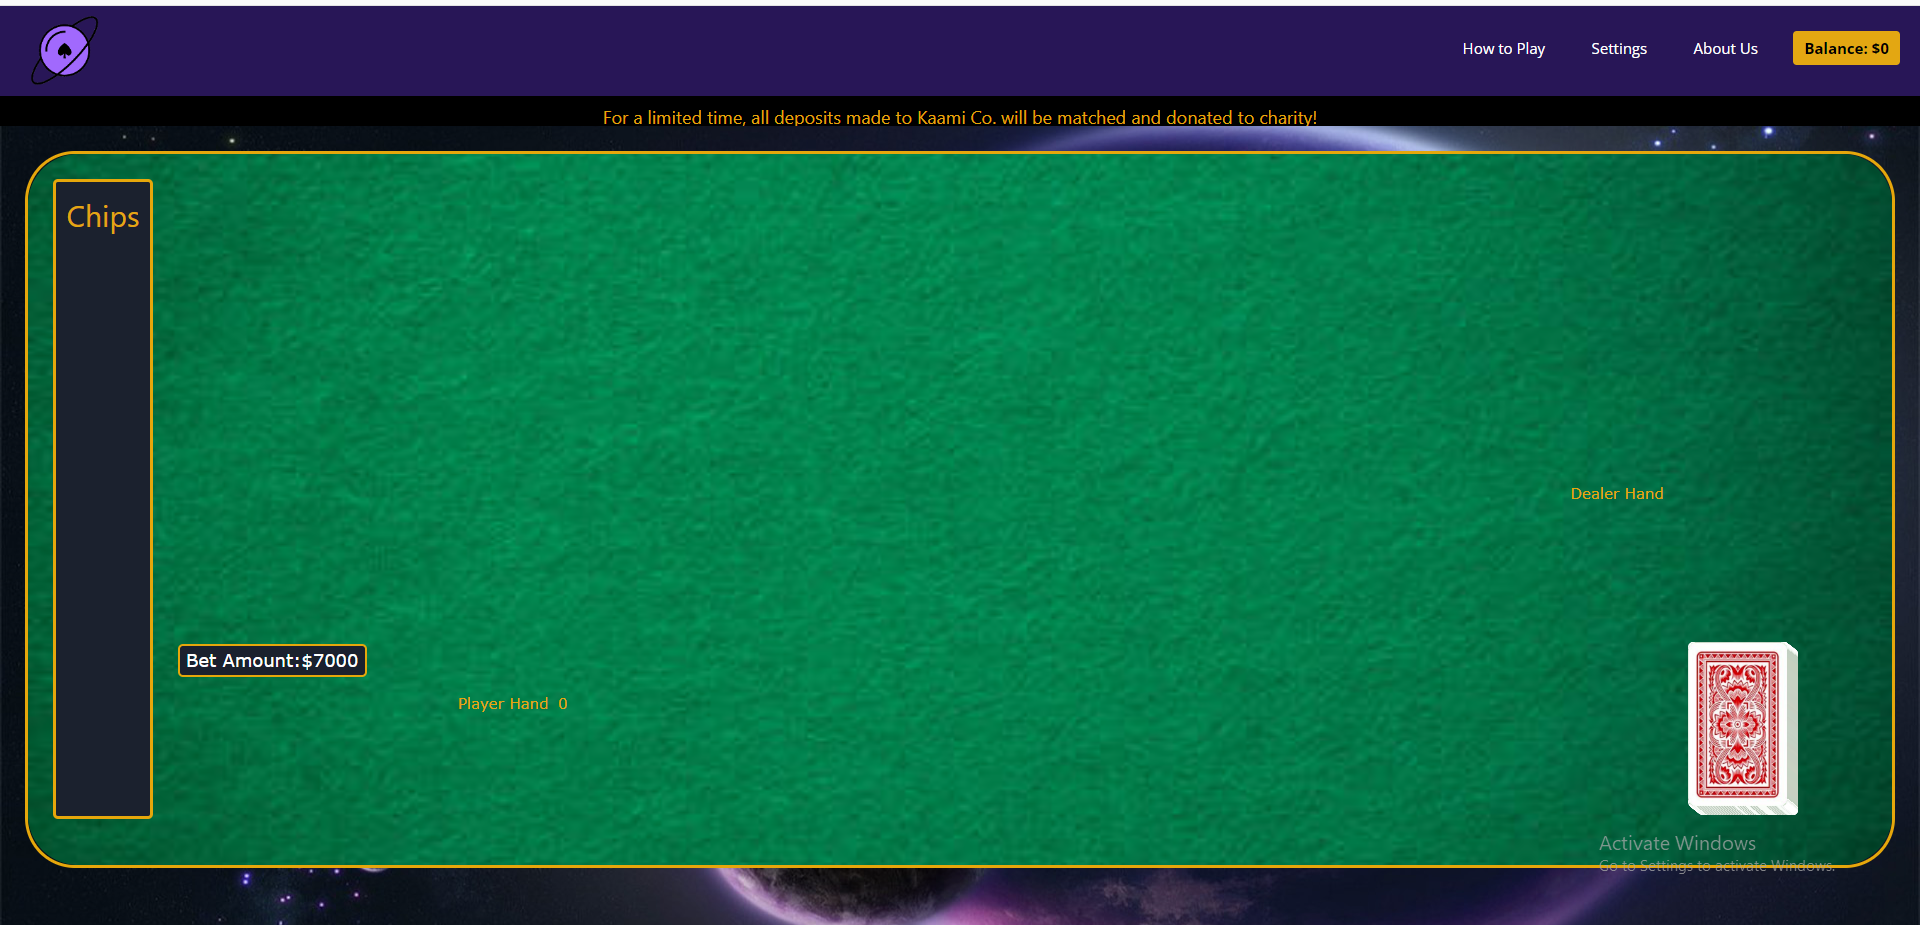 How to Play
Settings
About Us
Balance: $0
For a limited time, all deposits made to Kaami Co. will be matched and donated to charity!
Chips
Dealer Hand
Bet Amount:$7000
Player Hand 0
Activate Windows
Go to Settings to activate Windows.